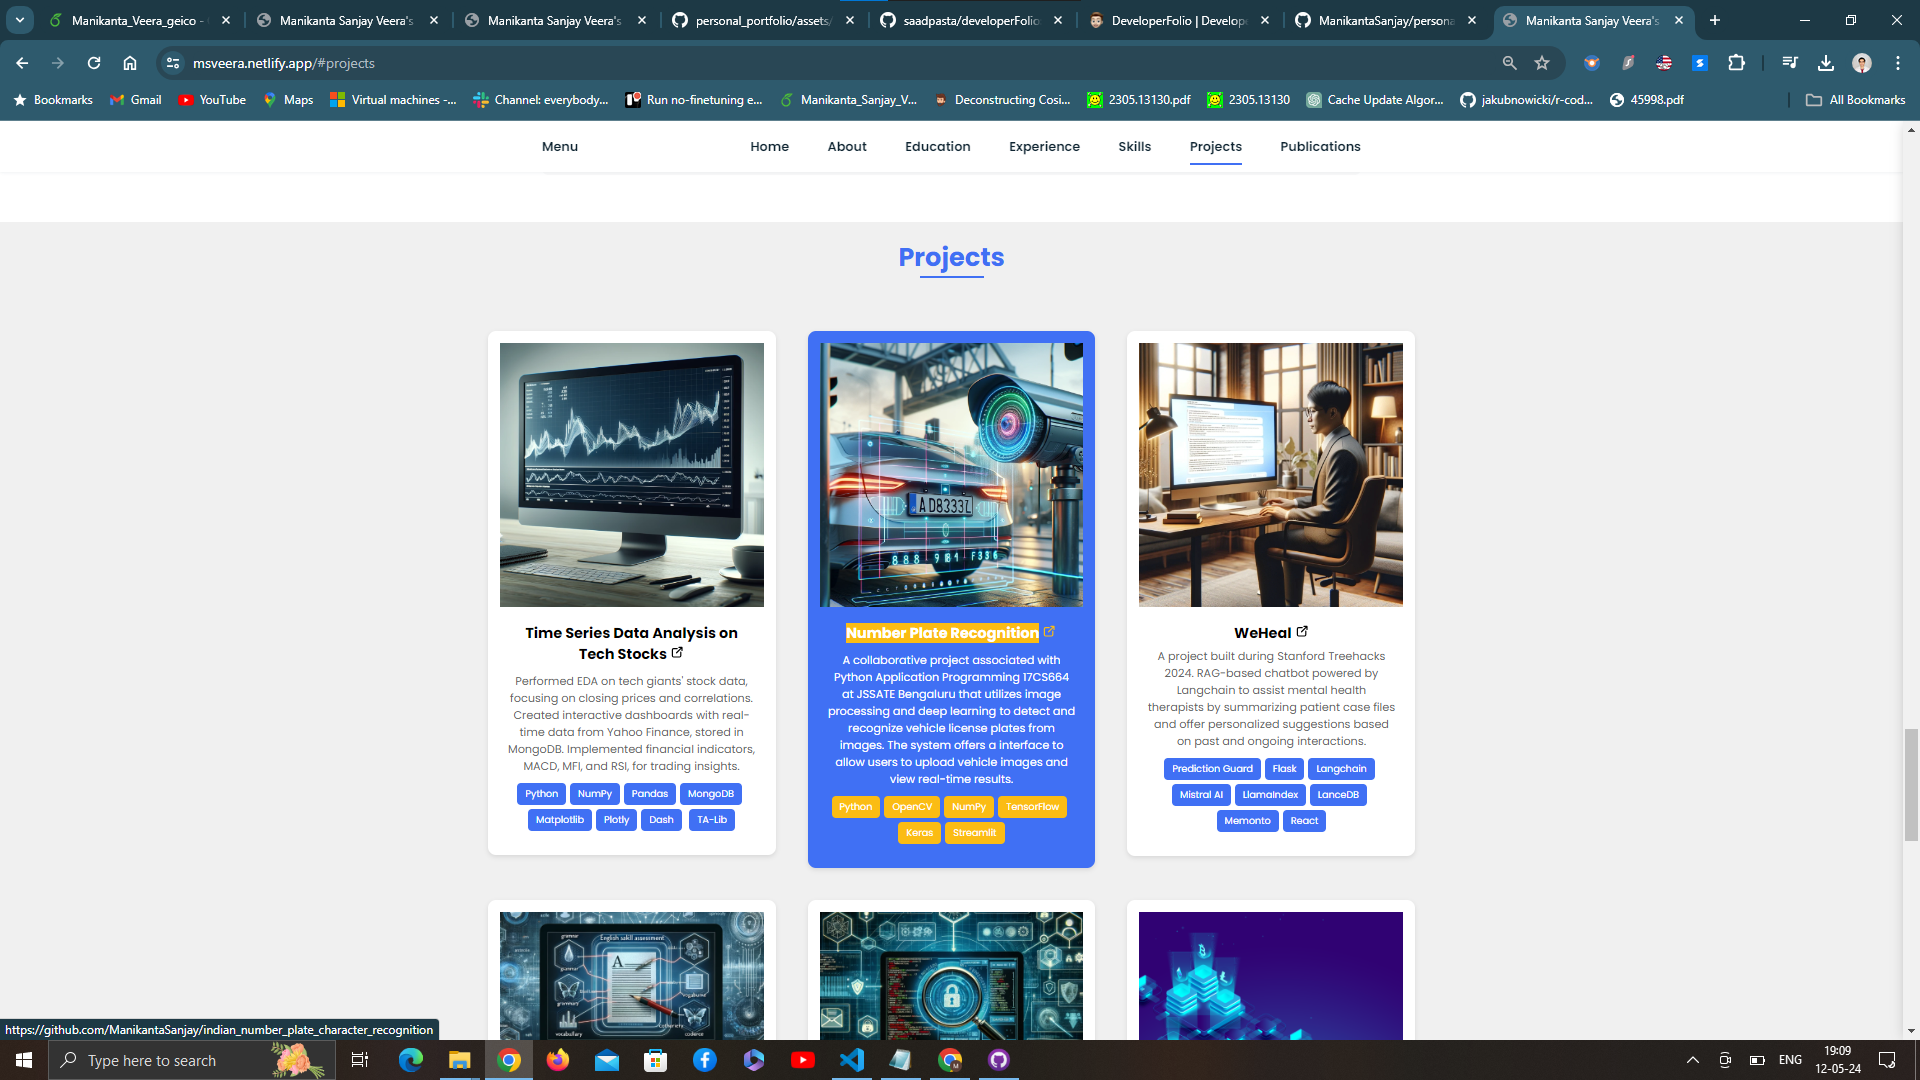 Manikanta_Veera_geico -
Manikanta Sanjay Veera's
Manikanta Sanjay Veera's
personal_portfolio/assets/
saadpasta/developerFolio
DeveloperFolio | Develope
ManikantaSanjay/persona
Manikanta Sanjay Veera's
msveera.netlify.app/#projects
Bookmarks
Gmail
YouTube
Maps
Virtual machines -...
Channel: everybody...
Run no-finetuning e...
Manikanta_Sanjay_V...
Deconstructing Cosi...
2305.13130.pdf
2305.13130
Cache Update Algor...
jakubnowicki/r-cod...
45998.pdf
All Bookmarks
Menu
Home
About
Education
Experience
Skills
Projects
Publications
Projects
AD8333L
888 984 F336
Time Series Data Analysis on
Tech Stocks
Performed EDA on tech giants' stock data,
focusing on closing prices and correlations.
Created interactive dashboards with real-
time data from Yahoo Finance, stored in
MongoDB. Implemented financial indicators,
MACD, MFI, and RSI, for trading insights.
Python NumPy Pandas MongoDB
Matplotlib Plotly Dash TA-Lib
Number Plate Recognition
A collaborative project associated with
Python Application Programming 17CS664
at JSSATE Bengaluru that utilizes image
processing and deep learning to detect and
recognize vehicle license plates from
images. The system offers a interface to
allow users to upload vehicle images and
view real-time results.
Python OpenCV NumPy TensorFlow
Keras Streamlit
WeHeal
A project built during Stanford Treehacks
2024. RAG-based chatbot powered by
Langchain to assist mental health
therapists by summarizing patient case files
and offer personalized suggestions based
on past and ongoing interactions.
Prediction Guard Flask Langchain
Mistral AI LlamaIndex LanceDB
Memonto React
English skill assessment
A
https://github.com/ManikantaSanjay/indian_number_plate_character_recognition
Type here to search
ENG
19:09
12-05-24